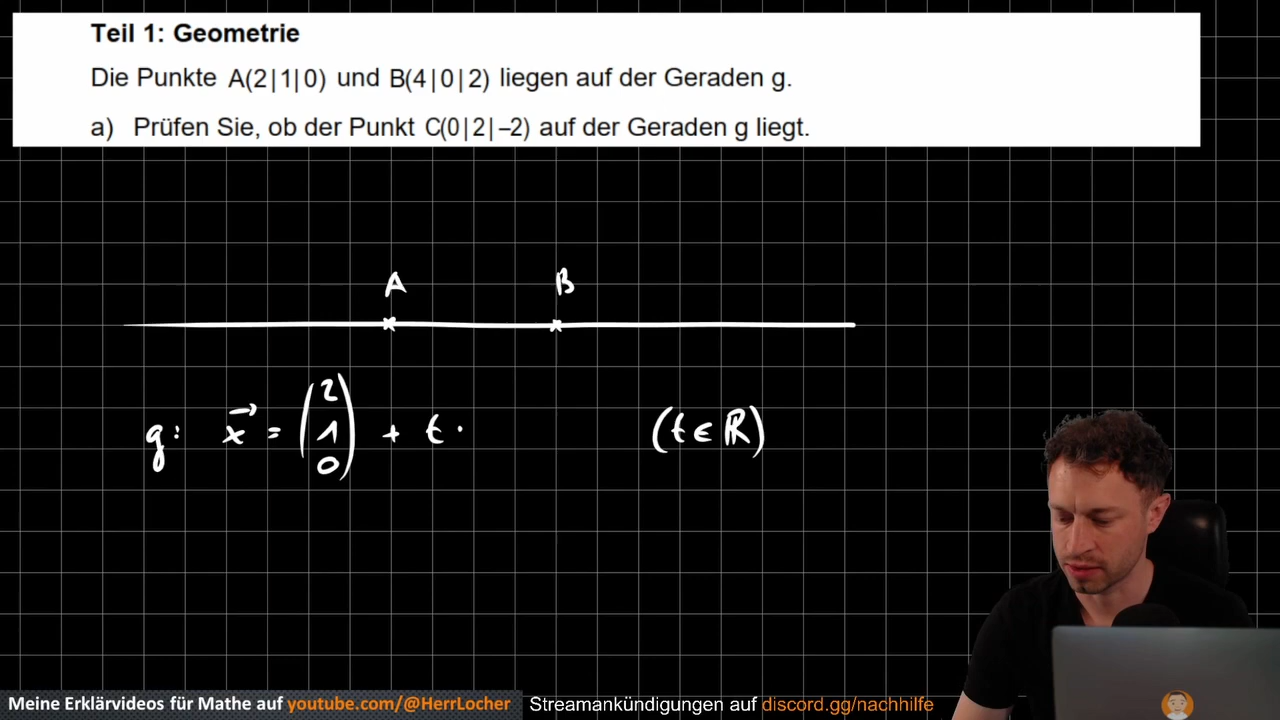 Teil 1: Geometrie
Die Punkte A(2|1|0) und B(4|0|2) liegen auf der Geraden g.
a) Prüfen Sie, ob der Punkt C(0|2|–2) auf der Geraden g liegt.
A B
g: x⃗ = (2 1 0) + t · (t ∈ ℝ)
Meine Erklärvideos für Mathe auf youtube.com/@HerrLocher Streamankündigungen auf discord.gg/nachhilfe